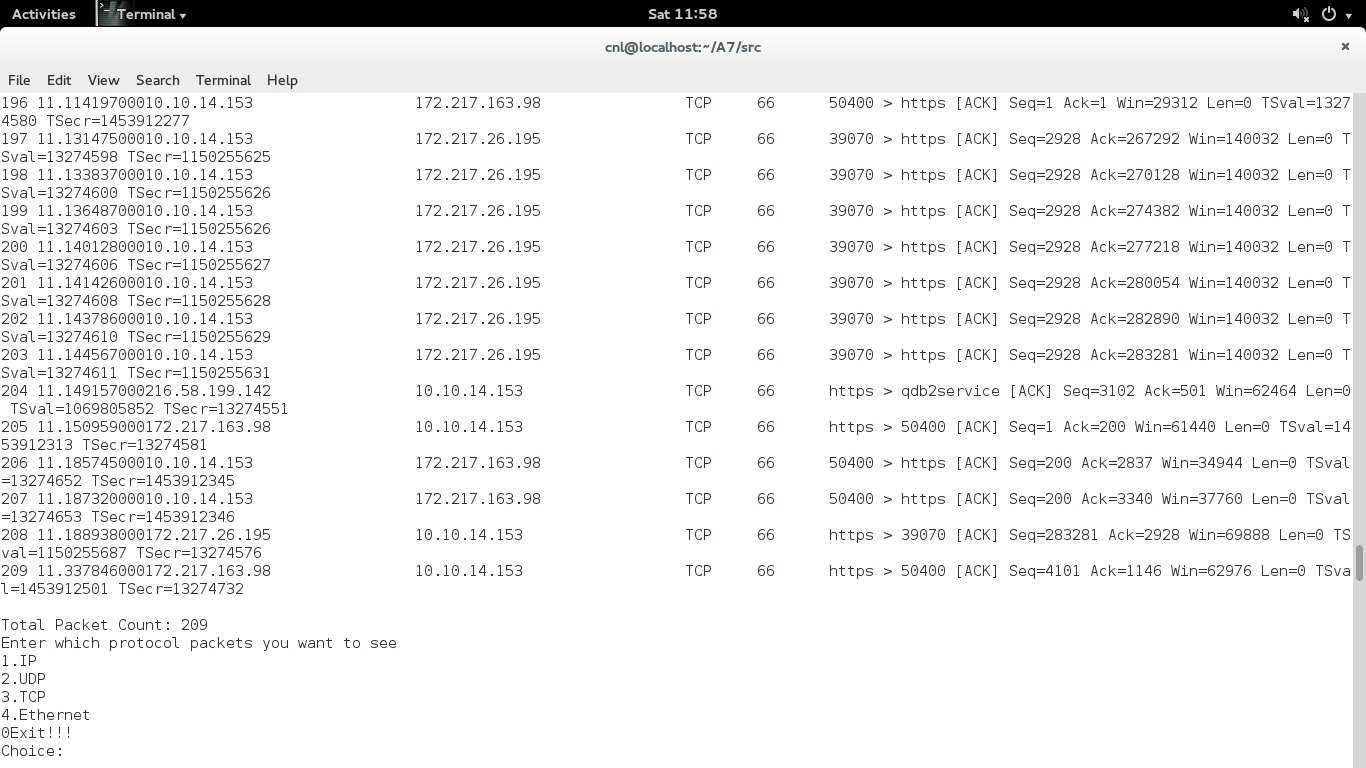 Activities Terminal Sat 11:58
cnl@localhost:~/A7/src ×
File Edit View Search Terminal Help
196 11.11419700010.10.14.153 172.217.163.98 TCP 66 50400 > https [ACK] Seq=1 Ack=1 Win=29312 Len=0 TSval=1327
4580 TSecr=1453912277
197 11.13147500010.10.14.153 172.217.26.195 TCP 66 39070 > https [ACK] Seq=2928 Ack=267292 Win=140032 Len=0 T
Sval=13274598 TSecr=1150255625
198 11.13383700010.10.14.153 172.217.26.195 TCP 66 39070 > https [ACK] Seq=2928 Ack=270128 Win=140032 Len=0 T
Sval=13274600 TSecr=1150255626
199 11.13648700010.10.14.153 172.217.26.195 TCP 66 39070 > https [ACK] Seq=2928 Ack=274382 Win=140032 Len=0 T
Sval=13274603 TSecr=1150255626
200 11.14012800010.10.14.153 172.217.26.195 TCP 66 39070 > https [ACK] Seq=2928 Ack=277218 Win=140032 Len=0 T
Sval=13274606 TSecr=1150255627
201 11.14142600010.10.14.153 172.217.26.195 TCP 66 39070 > https [ACK] Seq=2928 Ack=280054 Win=140032 Len=0 T
Sval=13274608 TSecr=1150255628
202 11.14378600010.10.14.153 172.217.26.195 TCP 66 39070 > https [ACK] Seq=2928 Ack=282890 Win=140032 Len=0 T
Sval=13274610 TSecr=1150255629
203 11.14456700010.10.14.153 172.217.26.195 TCP 66 39070 > https [ACK] Seq=2928 Ack=283281 Win=140032 Len=0 T
Sval=13274611 TSecr=1150255631
204 11.149157000216.58.199.142 10.10.14.153 TCP 66 https > qdb2service [ACK] Seq=3102 Ack=501 Win=62464 Len=0
TSval=1069805852 TSecr=13274551
205 11.150959000172.217.163.98 10.10.14.153 TCP 66 https > 50400 [ACK] Seq=1 Ack=200 Win=61440 Len=0 TSval=14
53912313 TSecr=13274581
206 11.18574500010.10.14.153 172.217.163.98 TCP 66 50400 > https [ACK] Seq=200 Ack=2837 Win=34944 Len=0 TSval
=13274652 TSecr=1453912345
207 11.18732000010.10.14.153 172.217.163.98 TCP 66 50400 > https [ACK] Seq=200 Ack=3340 Win=37760 Len=0 TSval
=13274653 TSecr=1453912346
208 11.188938000172.217.26.195 10.10.14.153 TCP 66 https > 39070 [ACK] Seq=283281 Ack=2928 Win=69888 Len=0 TS
val=1150255687 TSecr=13274576
209 11.337846000172.217.163.98 10.10.14.153 TCP 66 https > 50400 [ACK] Seq=4101 Ack=1146 Win=62976 Len=0 TSva
l=1453912501 TSecr=13274732
Total Packet Count: 209
Enter which protocol packets you want to see
1.IP
2.UDP
3.TCP
4.Ethernet
0Exit!!!
Choice: